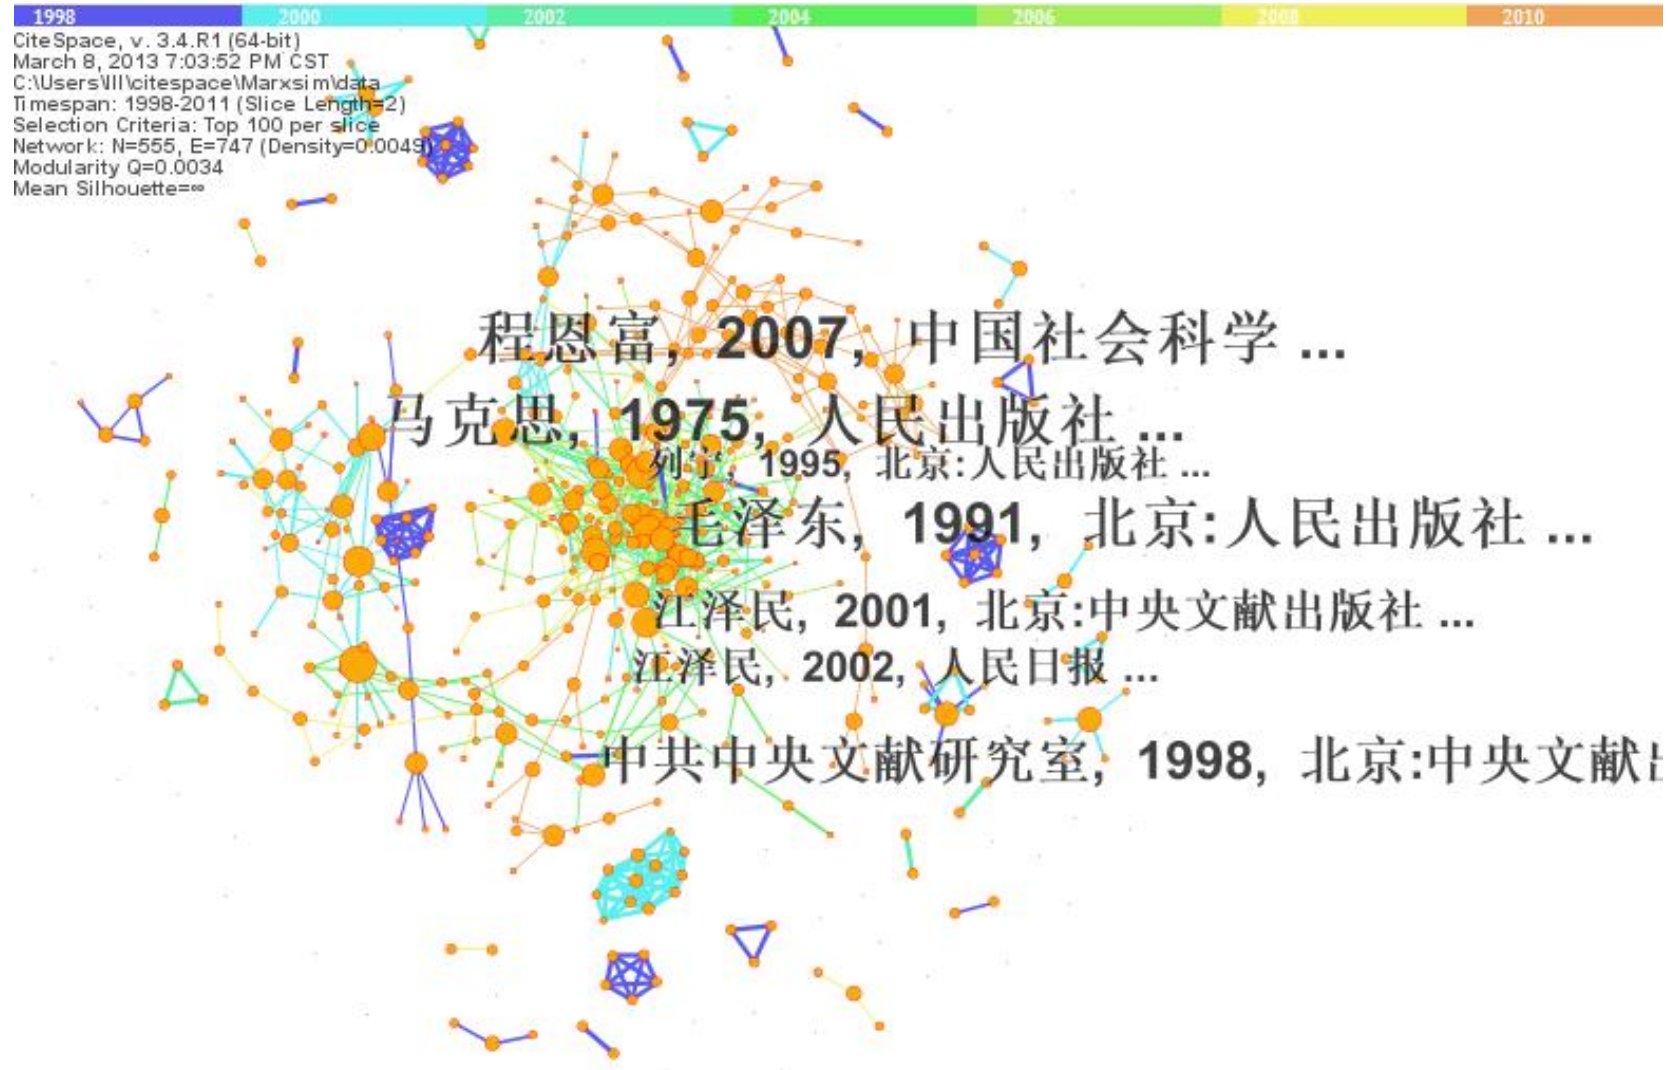 1998 2000 2002 2004 2006 2008 2010
CiteSpace, v. 3.4.R1 (64-bit)
March 8, 2013 7:03:52 PM CST
C:\Users\III\citespace\Marxsim\data
Timespan: 1998-2011 (Slice Length=2)
Selection Criteria: Top 100 per slice
Network: N=555, E=747 (Density=0.0049)
Modularity Q=0.0034
Mean Silhouette=∞
程恩富, 2007, 中国社会科学 ...
马克思, 1975, 人民出版社 ...
列宁, 1995, 北京:人民出版社 ...
毛泽东, 1991, 北京:人民出版社 ...
江泽民, 2001, 北京:中央文献出版社 ...
江泽民, 2002, 人民日报 ...
中共中央文献研究室, 1998, 北京:中央文献出